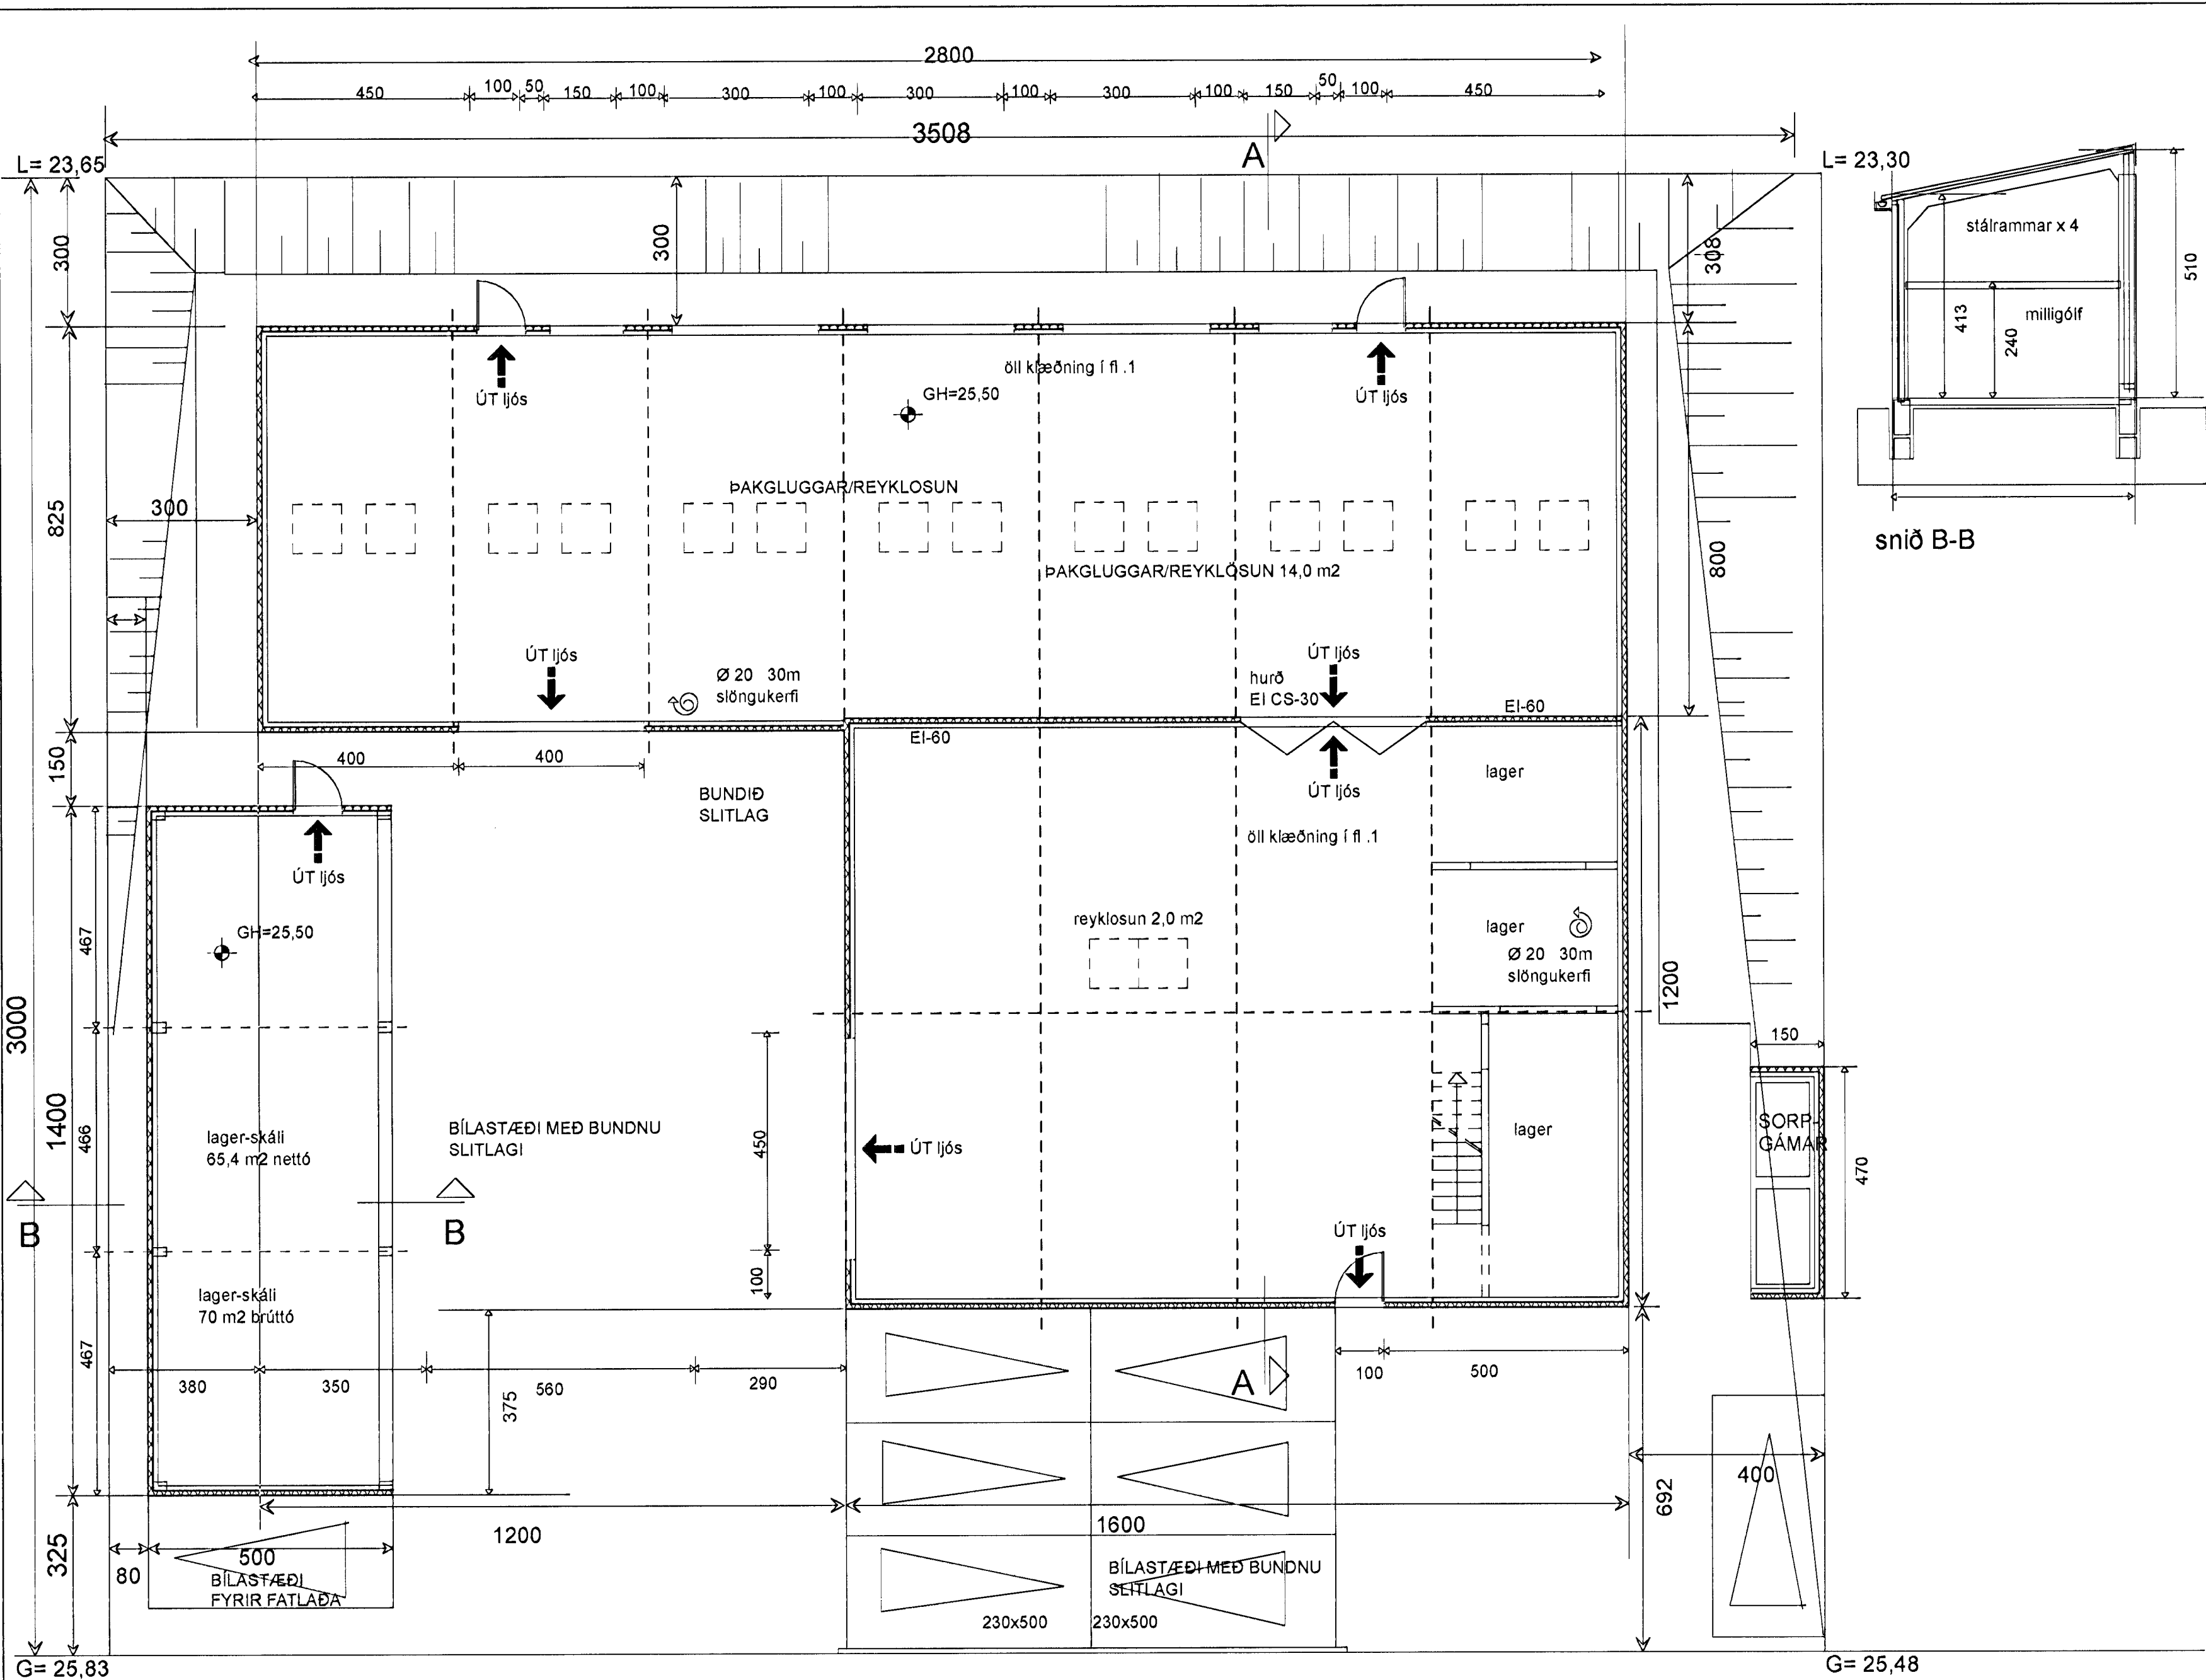 2800
450 100 50 150 100 300 100 300 100 300 100 150 50 100 450
3508
A
L= 23,65
L= 23,30
300
300
308
stálrammar x 4
510
413
240
milligólf
snið B-B
öll klæðning í fl .1
ÚT ljós
GH=25,50
ÚT ljós
ÞAKGLUGGAR/REYKLOSUN
300
825
800
ÞAKGLUGGAR/REYKLOSUN 14,0 m2
ÚT ljós
Ø 20 30m
slöngukerfi
ÚT ljós
hurð
EI CS-30
EI-60
EI-60
150
400
400
BUNDIÐ
SLITLAG
ÚT ljós
lager
öll klæðning í fl .1
ÚT ljós
GH=25,50
467
reyklosun 2,0 m2
lager
Ø 20 30m
slöngukerfi
1200
3000
150
1400
466
lager-skáli
65,4 m2 nettó
BÍLASTÆÐI MEÐ BUNDNU
SLITLAGI
450
ÚT ljós
lager
SORP-
GÁMAR
470
B
B
ÚT ljós
100
lager-skáli
70 m2 brúttó
467
380
350
560
290
375
A
100
500
400
692
1200
1600
325
80
500
BÍLASTÆÐI
FYRIR FATLAÐA
BÍLASTÆÐI MEÐ BUNDNU
SLITLAGI
230x500
230x500
G= 25,83
G= 25,48